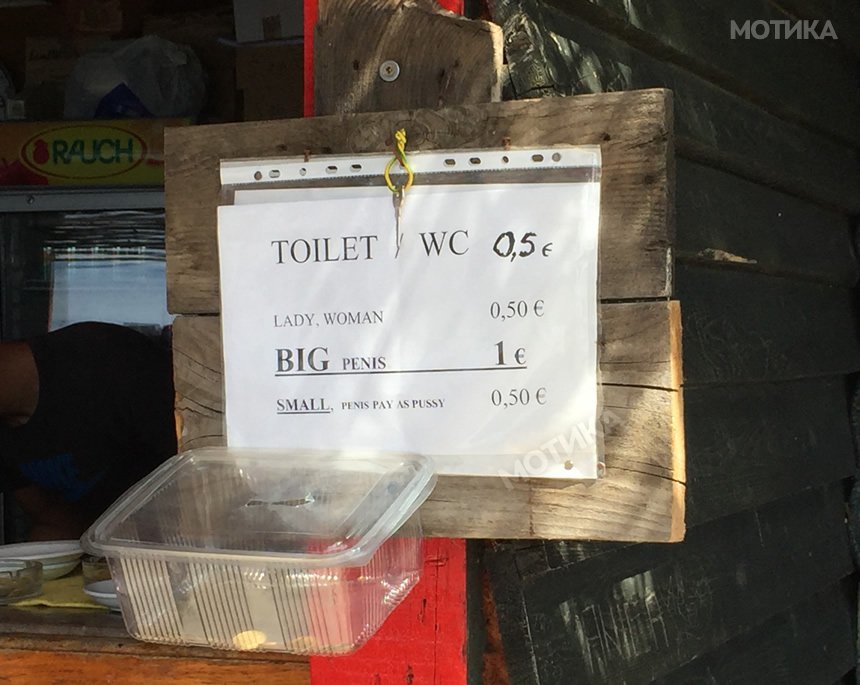 МОТИКА
RAUCH
TOILET / WC 0,5 €
LADY, WOMAN 0,50 €
BIG PENIS 1 €
SMALL, PENIS PAY AS PUSSY 0,50 €
МОТИКА